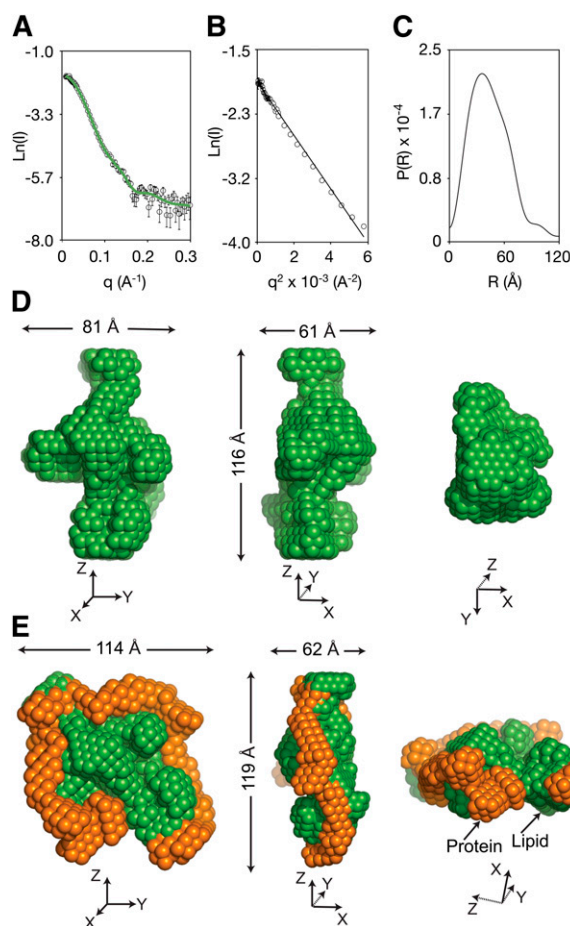 A
B
C
-1.0
-3.3
-5.7
-8.0
Ln(I)
0
0.1
0.2
0.3
q (A⁻¹)
-1.5
-2.3
-3.2
-4.0
Ln(I)
0
2
4
6
q² x 10⁻³ (A⁻²)
2.5
1.7
0.8
0
P(R) x 10⁻⁴
0
60
120
R (Å)
D
81 Å
61 Å
116 Å
Z
Y
X
Z
Y
X
Z
X
Y
E
114 Å
62 Å
119 Å
Protein
Lipid
Z
Y
X
Z
Y
X
X
Z
Y